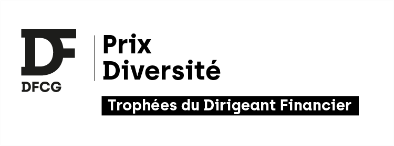 DF
DFCG
Prix
Diversité
Trophées du Dirigeant Financier